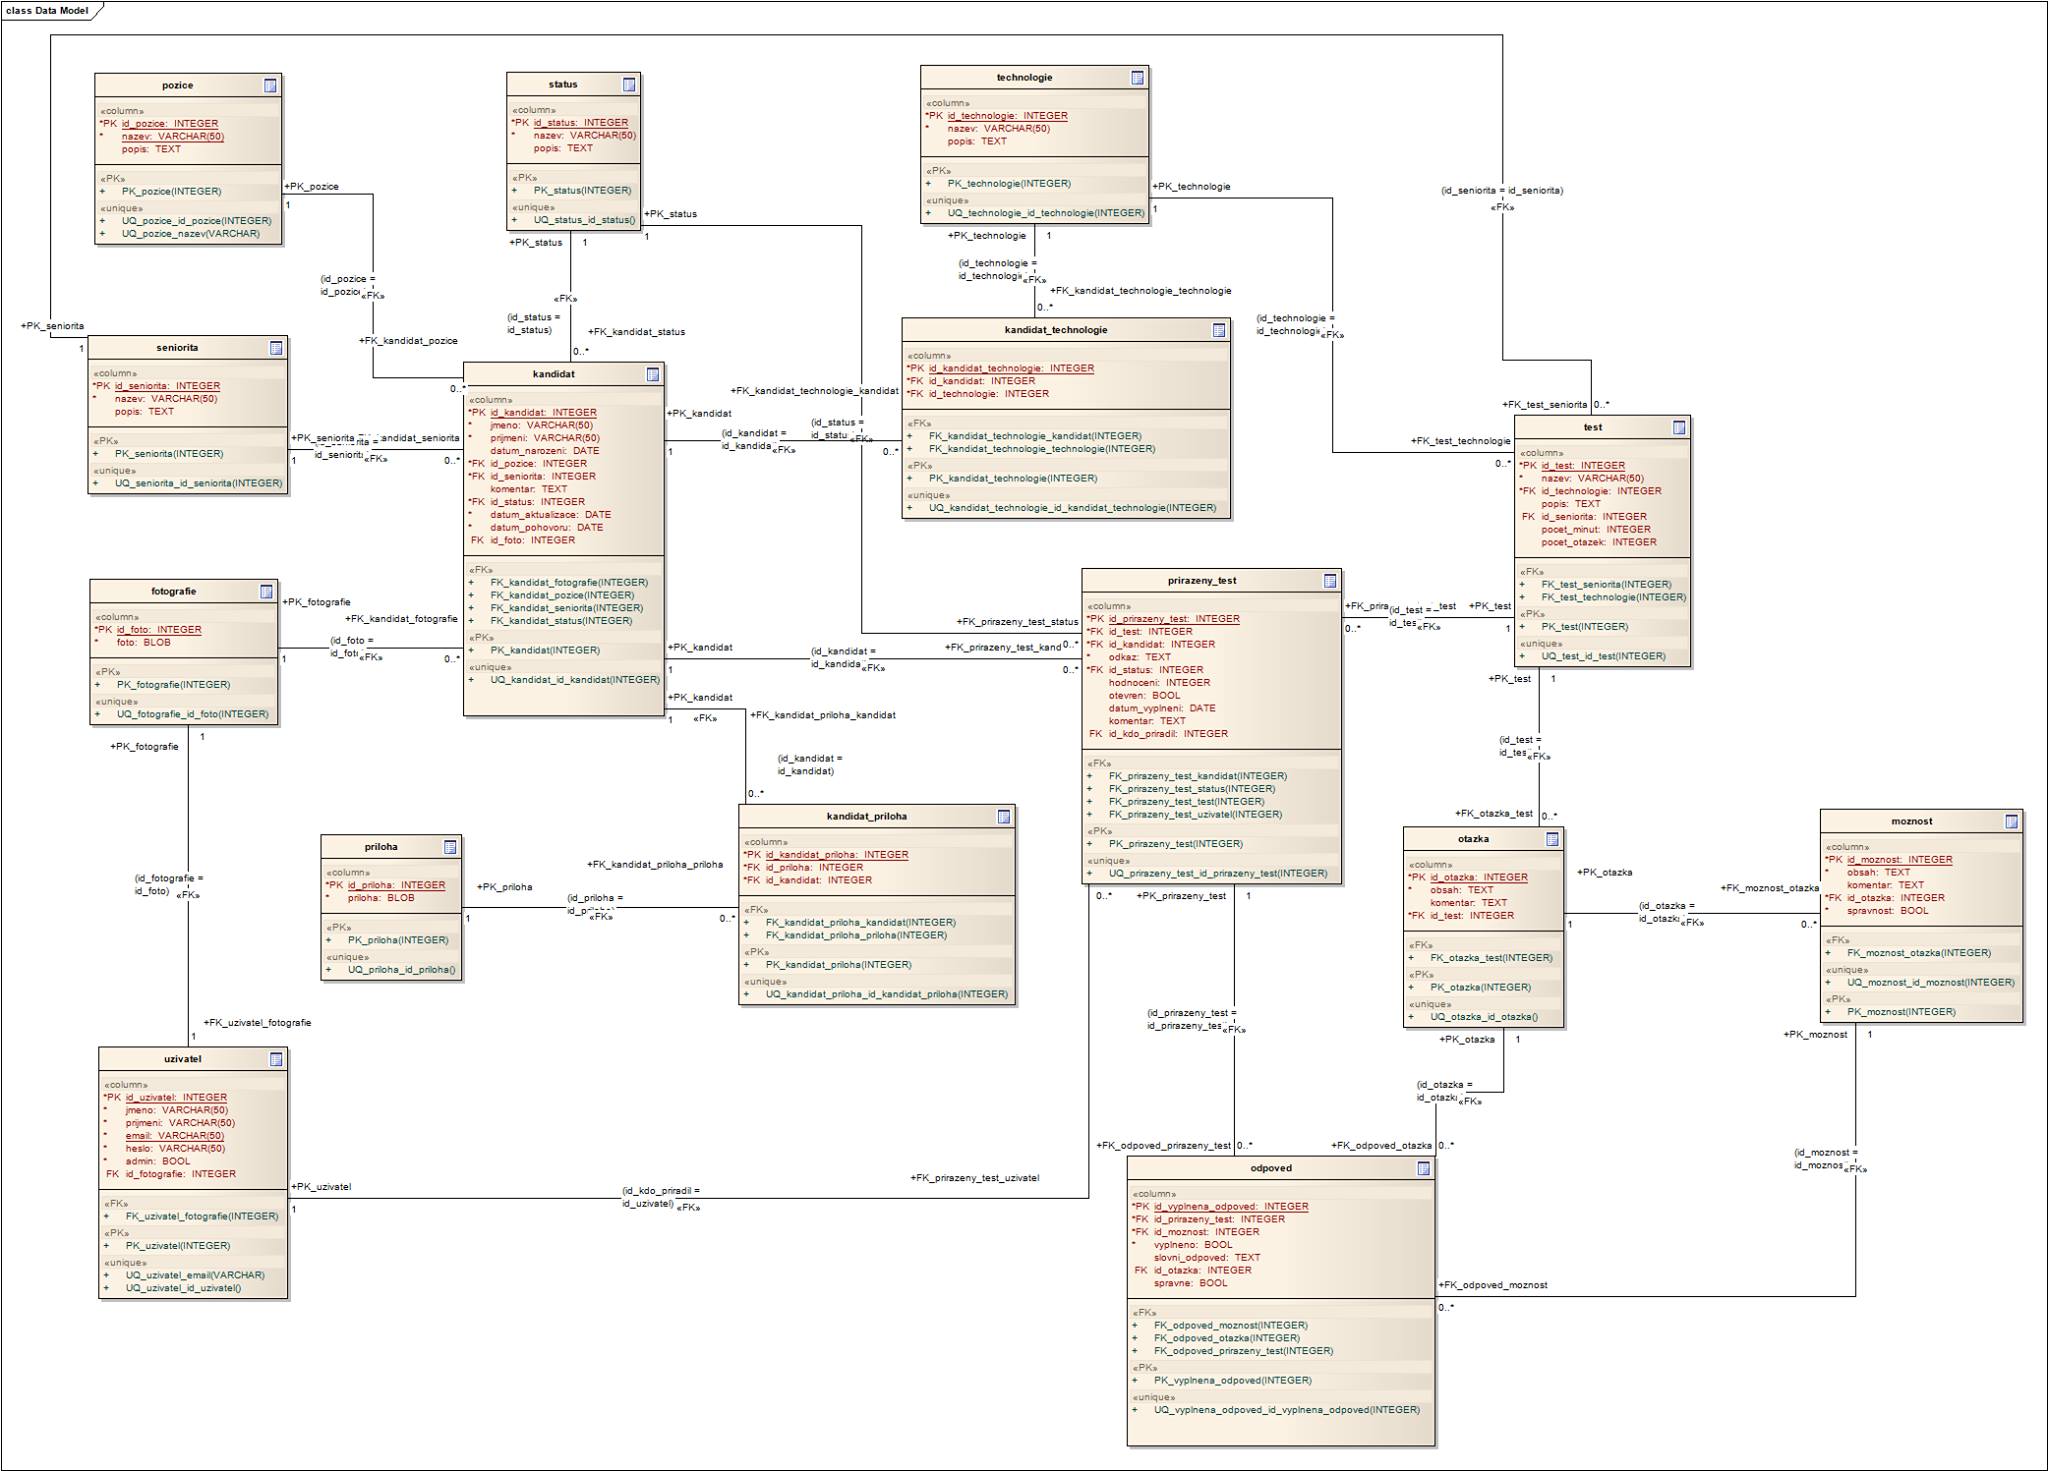 class Data Model
pozice
«column»
*PK id_pozice: INTEGER
* nazev: VARCHAR(50)
popis: TEXT
«PK»
+ PK_pozice(INTEGER)
«unique»
+ UQ_pozice_id_pozice(INTEGER)
+ UQ_pozice_nazev(VARCHAR)
+PK_pozice
1
(id_pozice =
id_pozice
«FK»
+FK_kandidat_pozice
0..*
status
«column»
*PK id_status: INTEGER
* nazev: VARCHAR(50)
popis: TEXT
«PK»
+ PK_status(INTEGER)
«unique»
+ UQ_status_id_status()
+PK_status
1
+PK_status
1
«FK»
(id_status =
id_status)
+FK_kandidat_status
0..*
technologie
«column»
*PK id_technologie: INTEGER
* nazev: VARCHAR(50)
popis: TEXT
«PK»
+ PK_technologie(INTEGER)
«unique»
+ UQ_technologie_id_technologie(INTEGER)
+PK_technologie
1
+PK_technologie
1
(id_technologie =
id_technologi
«FK»
+FK_kandidat_technologie_technologie
0..*
(id_technologie =
id_technologie
«FK»
(id_seniorita = id_seniorita)
«FK»
+PK_seniorita
1
seniorita
«column»
*PK id_seniorita: INTEGER
* nazev: VARCHAR(50)
popis: TEXT
«PK»
+ PK_seniorita(INTEGER)
«unique»
+ UQ_seniorita_id_seniorita(INTEGER)
+PK_seniorita
andidat_seniorita
id_seniorit
«FK»
1
0..*
kandidat
«column»
*PK id_kandidat: INTEGER
* jmeno: VARCHAR(50)
* prijmeni: VARCHAR(50)
datum_narozeni: DATE
*FK id_pozice: INTEGER
*FK id_seniorita: INTEGER
komentar: TEXT
*FK id_status: INTEGER
* datum_aktualizace: DATE
* datum_pohovoru: DATE
FK id_foto: INTEGER
«FK»
+ FK_kandidat_fotografie(INTEGER)
+ FK_kandidat_pozice(INTEGER)
+ FK_kandidat_seniorita(INTEGER)
+ FK_kandidat_status(INTEGER)
«PK»
+ PK_kandidat(INTEGER)
«unique»
+ UQ_kandidat_id_kandidat(INTEGER)
+FK_kandidat_technologie_kandidat
+PK_kandidat
1
(id_kandidat =
id_kandida
«FK»
(id_status =
id_statu
«FK»
0..*
kandidat_technologie
«column»
*PK id_kandidat_technologie: INTEGER
*FK id_kandidat: INTEGER
*FK id_technologie: INTEGER
«FK»
+ FK_kandidat_technologie_kandidat(INTEGER)
+ FK_kandidat_technologie_technologie(INTEGER)
«PK»
+ PK_kandidat_technologie(INTEGER)
«unique»
+ UQ_kandidat_technologie_id_kandidat_technologie(INTEGER)
+FK_test_seniorita
0..*
+FK_test_technologie
0..*
test
«column»
*PK id_test: INTEGER
* nazev: VARCHAR(50)
*FK id_technologie: INTEGER
popis: TEXT
FK id_seniorita: INTEGER
pocet_minut: INTEGER
pocet_otazek: INTEGER
«FK»
+ FK_test_seniorita(INTEGER)
+ FK_test_technologie(INTEGER)
«PK»
+ PK_test(INTEGER)
«unique»
+ UQ_test_id_test(INTEGER)
fotografie
«column»
*PK id_foto: INTEGER
* foto: BLOB
«PK»
+ PK_fotografie(INTEGER)
«unique»
+ UQ_fotografie_id_foto(INTEGER)
+PK_fotografie
1
+FK_kandidat_fotografie
(id_foto =
id_fot
«FK»
0..*
+PK_fotografie
1
+PK_kandidat
1
(id_kandidat =
id_kandida
«FK»
+FK_prirazeny_test_status
0..*
+FK_prirazeny_test_kand
0..*
+PK_kandidat
1
«FK»
+FK_kandidat_priloha_kandidat
(id_kandidat =
id_kandidat)
0..*
prirazeny_test
«column»
*PK id_prirazeny_test: INTEGER
*FK id_test: INTEGER
*FK id_kandidat: INTEGER
* odkaz: TEXT
*FK id_status: INTEGER
hodnoceni: INTEGER
otevren: BOOL
datum_vyplneni: DATE
komentar: TEXT
FK id_kdo_priradil: INTEGER
«FK»
+ FK_prirazeny_test_kandidat(INTEGER)
+ FK_prirazeny_test_status(INTEGER)
+ FK_prirazeny_test_test(INTEGER)
+ FK_prirazeny_test_uzivatel(INTEGER)
«PK»
+ PK_prirazeny_test(INTEGER)
«unique»
+ UQ_prirazeny_test_id_prirazeny_test(INTEGER)
+FK_prira
_test
0..*
(id_test =
id_tes
«FK»
+PK_test
1
+PK_test
1
(id_test =
id_tes
«FK»
+FK_otazka_test
0..*
priloha
«column»
*PK id_priloha: INTEGER
* priloha: BLOB
«PK»
+ PK_priloha(INTEGER)
«unique»
+ UQ_priloha_id_priloha()
+PK_priloha
1
+FK_kandidat_priloha_priloha
(id_priloha =
«FK»
0..*
kandidat_priloha
«column»
*PK id_kandidat_priloha: INTEGER
*FK id_priloha: INTEGER
*FK id_kandidat: INTEGER
«FK»
+ FK_kandidat_priloha_kandidat(INTEGER)
+ FK_kandidat_priloha_priloha(INTEGER)
«PK»
+ PK_kandidat_priloha(INTEGER)
«unique»
+ UQ_kandidat_priloha_id_kandidat_priloha(INTEGER)
otazka
«column»
*PK id_otazka: INTEGER
* obsah: TEXT
komentar: TEXT
*FK id_test: INTEGER
«FK»
+ FK_otazka_test(INTEGER)
«PK»
+ PK_otazka(INTEGER)
«unique»
+ UQ_otazka_id_otazka()
+PK_otazka
1
(id_otazka =
id_otazk
«FK»
+FK_moznost_otazka
0..*
moznost
«column»
*PK id_moznost: INTEGER
* obsah: TEXT
komentar: TEXT
*FK id_otazka: INTEGER
* spravnost: BOOL
«FK»
+ FK_moznost_otazka(INTEGER)
«unique»
+ UQ_moznost_id_moznost(INTEGER)
«PK»
+ PK_moznost(INTEGER)
(id_fotografie =
id_foto)
«FK»
+FK_uzivatel_fotografie
1
0..*
+PK_prirazeny_test
1
(id_prirazeny_test =
id_prirazeny_tes
«FK»
+PK_otazka
1
(id_otazka =
id_otazk
«FK»
+PK_moznost
1
(id_moznost =
id_moznos
«FK»
+FK_odpoved_prirazeny_test
0..*
+FK_odpoved_otazka
0..*
uzivatel
«column»
*PK id_uzivatel: INTEGER
* jmeno: VARCHAR(50)
* prijmeni: VARCHAR(50)
* email: VARCHAR(50)
* heslo: VARCHAR(50)
* admin: BOOL
FK id_fotografie: INTEGER
«FK»
+ FK_uzivatel_fotografie(INTEGER)
«PK»
+ PK_uzivatel(INTEGER)
«unique»
+ UQ_uzivatel_email(VARCHAR)
+ UQ_uzivatel_id_uzivatel()
+PK_uzivatel
1
(id_kdo_priradil =
id_uzivatel)
«FK»
+FK_prirazeny_test_uzivatel
odpoved
«column»
*PK id_vyplnena_odpoved: INTEGER
*FK id_prirazeny_test: INTEGER
*FK id_moznost: INTEGER
* vyplneno: BOOL
slovni_odpoved: TEXT
FK id_otazka: INTEGER
spravne: BOOL
«FK»
+ FK_odpoved_moznost(INTEGER)
+ FK_odpoved_otazka(INTEGER)
+ FK_odpoved_prirazeny_test(INTEGER)
«PK»
+ PK_vyplnena_odpoved(INTEGER)
«unique»
+ UQ_vyplnena_odpoved_id_vyplnena_odpoved(INTEGER)
+FK_odpoved_moznost
0..*